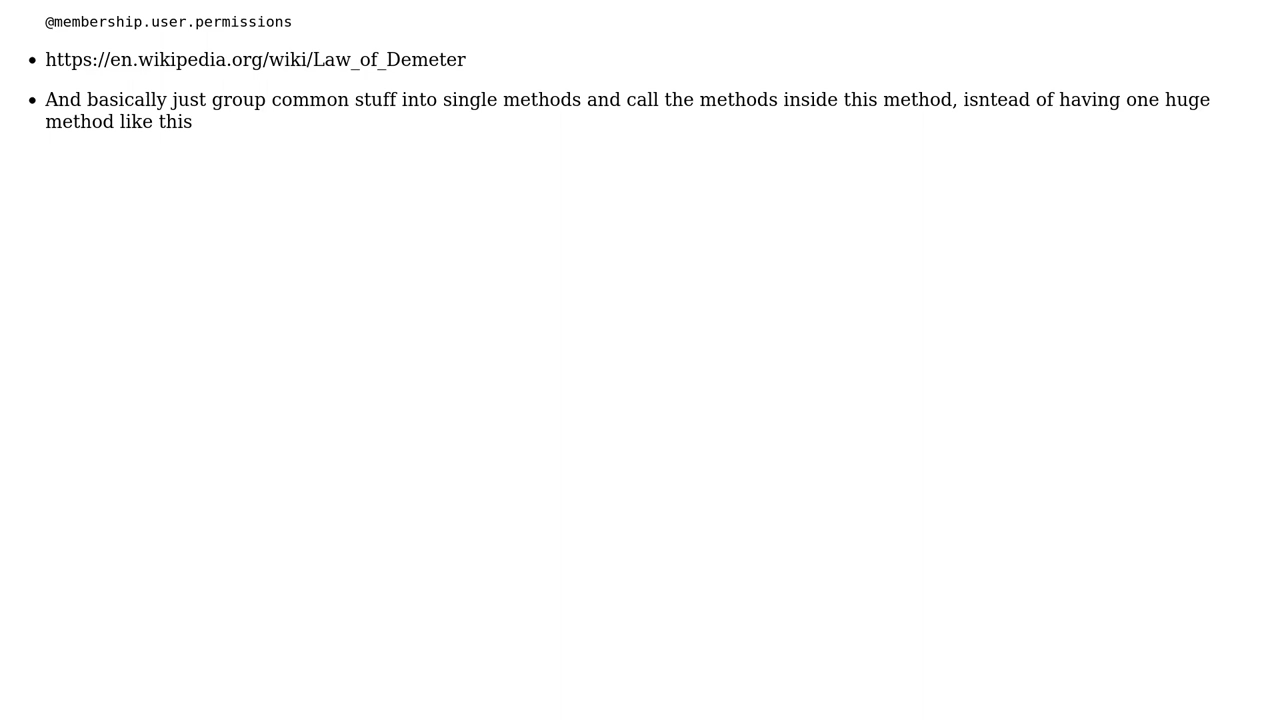 @membership.user.permissions
https://en.wikipedia.org/wiki/Law_of_Demeter
And basically just group common stuff into single methods and call the methods inside this method, isntead of having one huge
method like this